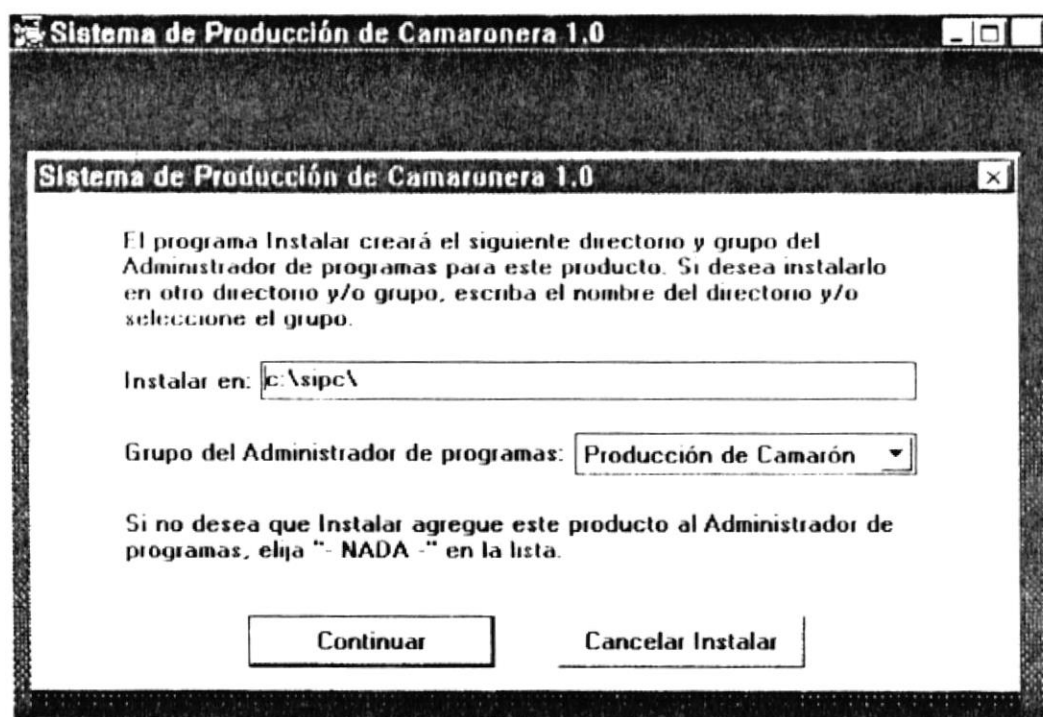 Sistema de Producción de Camaronera 1.0
Sistema de Producción de Camaronera 1.0
El programa Instalar creará el siguiente directorio y grupo del
Administrador de programas para este producto. Si desea instalarlo
en otro directorio y/o grupo, escriba el nombre del directorio y/o
seleccione el grupo.
Instalar en: c:\sipc\
Grupo del Administrador de programas: Producción de Camarón
Si no desea que Instalar agregue este producto al Administrador de
programas, elija "- NADA -" en la lista.
Continuar Cancelar Instalar